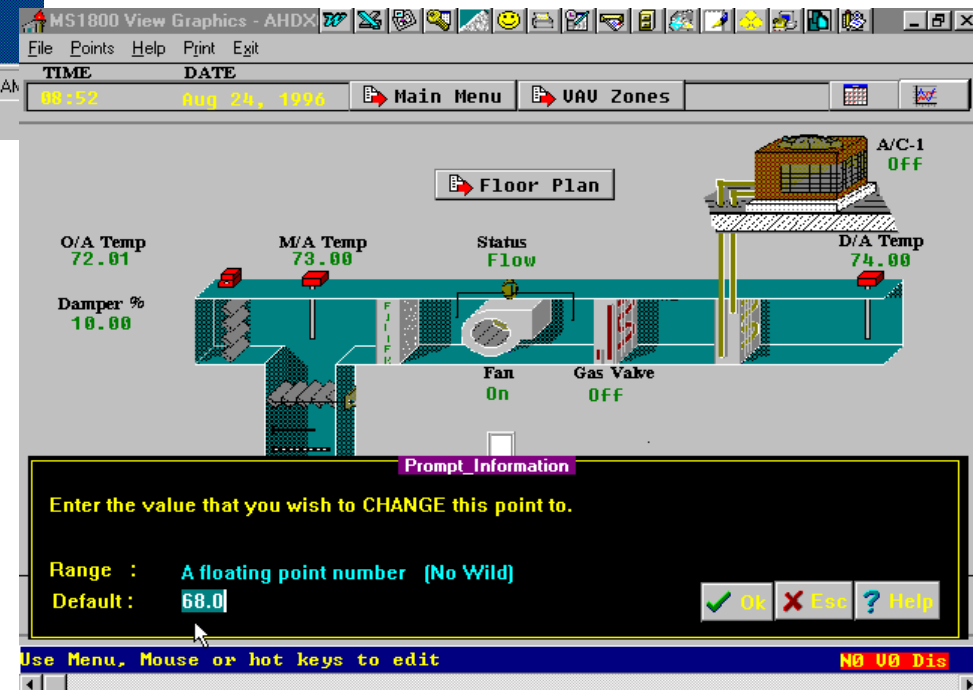 MS1800 View Graphics - AHDX
File Points Help Print Exit
AM
TIME DATE
08:52 Aug 24, 1996 Main Menu VAV Zones
A/C-1
Off
Floor Plan
O/A Temp M/A Temp Status D/A Temp
72.01 73.00 Flow 74.00
Damper %
10.00
FILTER
Fan Gas Valve
On Off
Prompt_Information
Enter the value that you wish to CHANGE this point to.
Range : A floating point number (No Wild)
Default : 68.0
Ok Esc Help
Use Menu, Mouse or hot keys to edit N0 V0 Dis